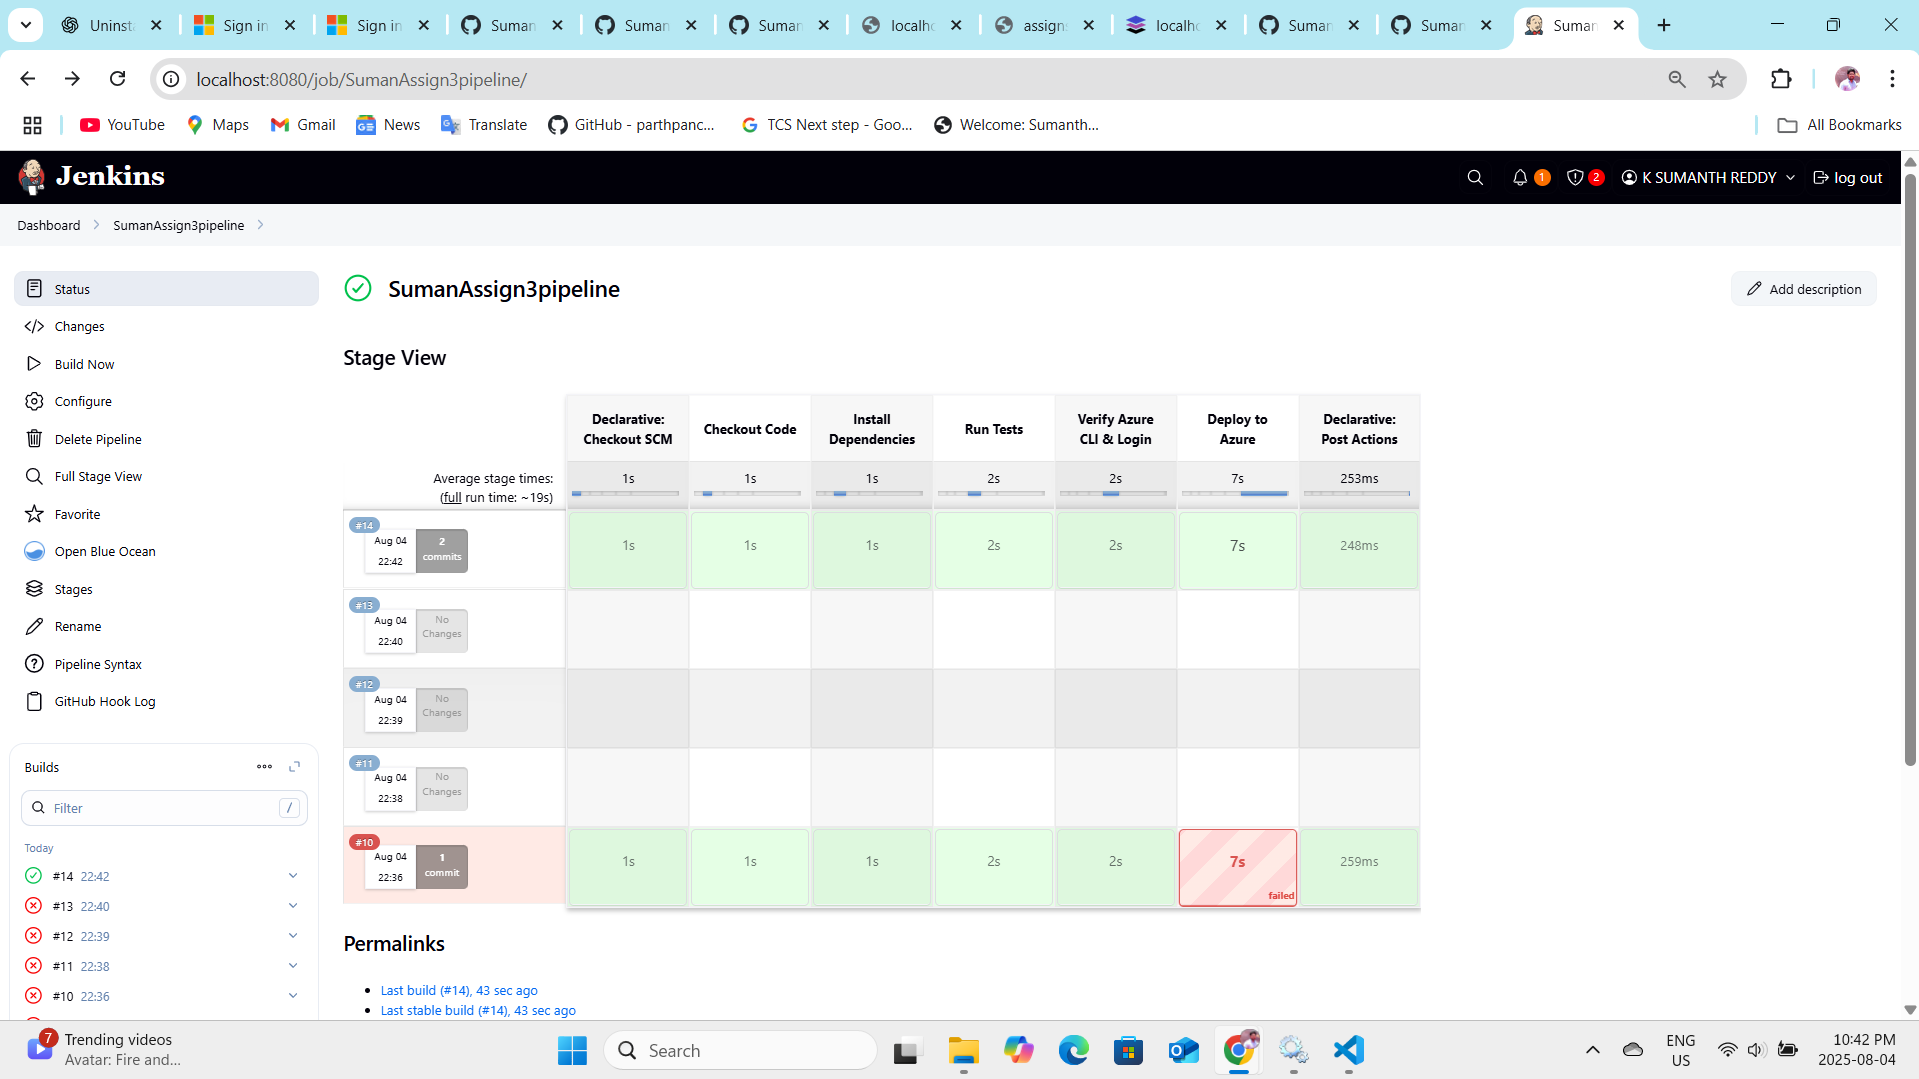 Uninsta
Sign in
Sign in
Suman
Suman
Suman
localho
assigns
localho
Suman
Suman
Suman
localhost:8080/job/SumanAssign3pipeline/
YouTube
Maps
Gmail
News
Translate
GitHub - parthpanc...
TCS Next step - Goo...
Welcome: Sumanth...
All Bookmarks
Jenkins
1
2
K SUMANTH REDDY
log out
Dashboard
SumanAssign3pipeline
Status
Changes
Build Now
Configure
Delete Pipeline
Full Stage View
Favorite
Open Blue Ocean
Stages
Rename
Pipeline Syntax
GitHub Hook Log
Builds
Filter
/
Today
#14 22:42
#13 22:40
#12 22:39
#11 22:38
#10 22:36
SumanAssign3pipeline
Add description
Stage View
Declarative:
Checkout SCM
Checkout Code
Install
Dependencies
Run Tests
Verify Azure
CLI & Login
Deploy to
Azure
Declarative:
Post Actions
Average stage times:
(full run time: ~19s)
1s
1s
1s
2s
2s
7s
253ms
#14
Aug 04
22:42
2
commits
1s
1s
1s
2s
2s
7s
248ms
#13
Aug 04
22:40
No
Changes
#12
Aug 04
22:39
No
Changes
#11
Aug 04
22:38
No
Changes
#10
Aug 04
22:36
1
commit
1s
1s
1s
2s
2s
7s
failed
259ms
Permalinks
Last build (#14), 43 sec ago
Last stable build (#14), 43 sec ago
7
Trending videos
Avatar: Fire and...
Search
ENG
US
10:42 PM
2025-08-04